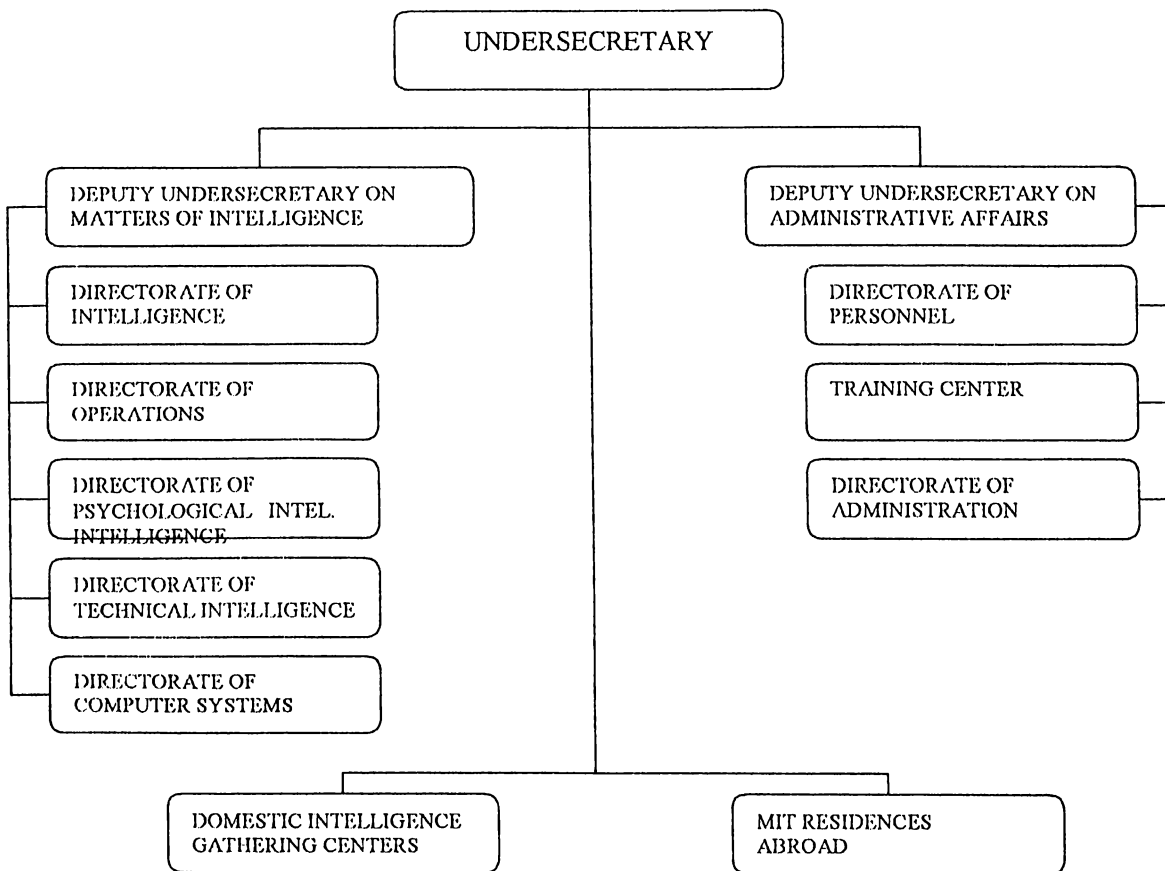 UNDERSECRETARY
DEPUTY UNDERSECRETARY ON
MATTERS OF INTELLIGENCE
DIRECTORATE OF
INTELLIGENCE
DIRECTORATE OF
OPERATIONS
DIRECTORATE OF
PSYCHOLOGICAL INTEL.
INTELLIGENCE
DIRECTORATE OF
TECHNICAL INTELLIGENCE
DIRECTORATE OF
COMPUTER SYSTEMS
DEPUTY UNDERSECRETARY ON
ADMINISTRATIVE AFFAIRS
DIRECTORATE OF
PERSONNEL
TRAINING CENTER
DIRECTORATE OF
ADMINISTRATION
DOMESTIC INTELLIGENCE
GATHERING CENTERS
MIT RESIDENCES
ABROAD